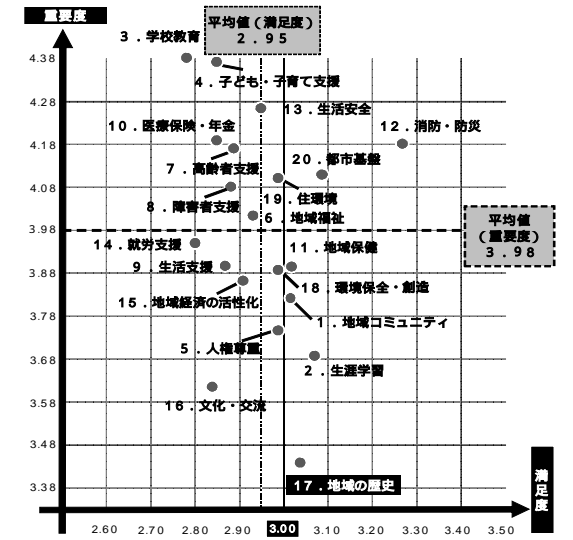 重要度
平均値（満足度）
２．９５
３．学校教育
4.38
４．子ども・子育て支援
4.28
１３．生活安全
１０．医療保険・年金
１２．消防・防災
4.18
７．高齢者支援
２０．都市基盤
4.08
８．障害者支援
１９．住環境
６．地域福祉
3.98
平均値
（重要度）
３．９８
１４．就労支援
１１．地域保健
９．生活支援
3.88
１８．環境保全・創造
１５．地域経済の活性化
3.78
１．地域コミュニティ
５．人権尊重
3.68
２．生涯学習
3.58
１６．文化・交流
3.48
１７．地域の歴史
3.38
満足度
2.60 2.70 2.80 2.90 3.00 3.10 3.20 3.30 3.40 3.50